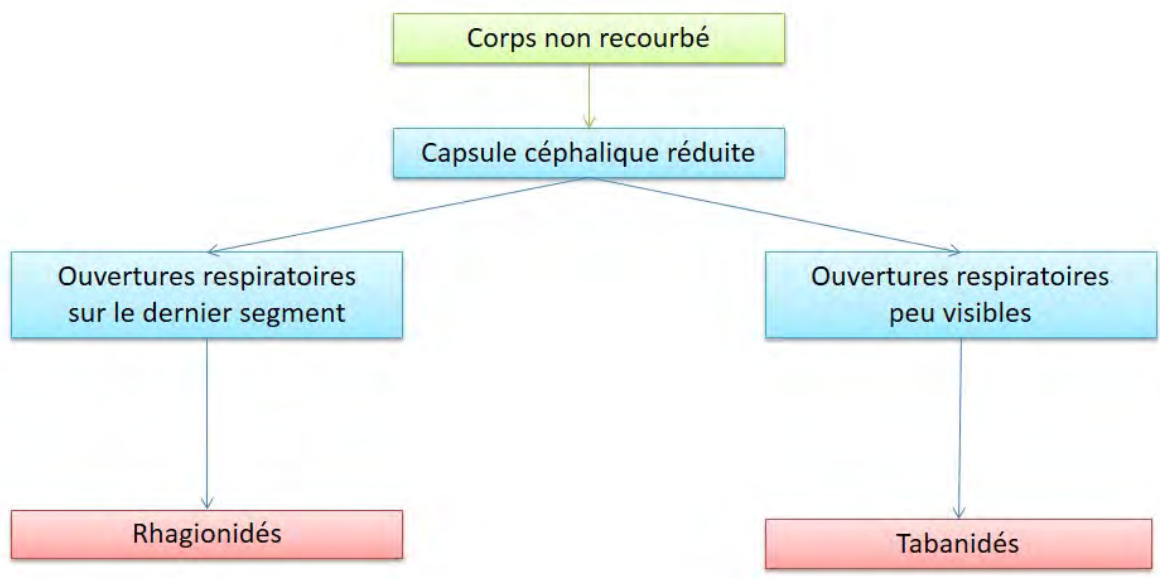 Corps non recourbé
Capsule céphalique réduite
Ouvertures respiratoires
sur le dernier segment
Ouvertures respiratoires
peu visibles
Rhagionidés
Tabanidés